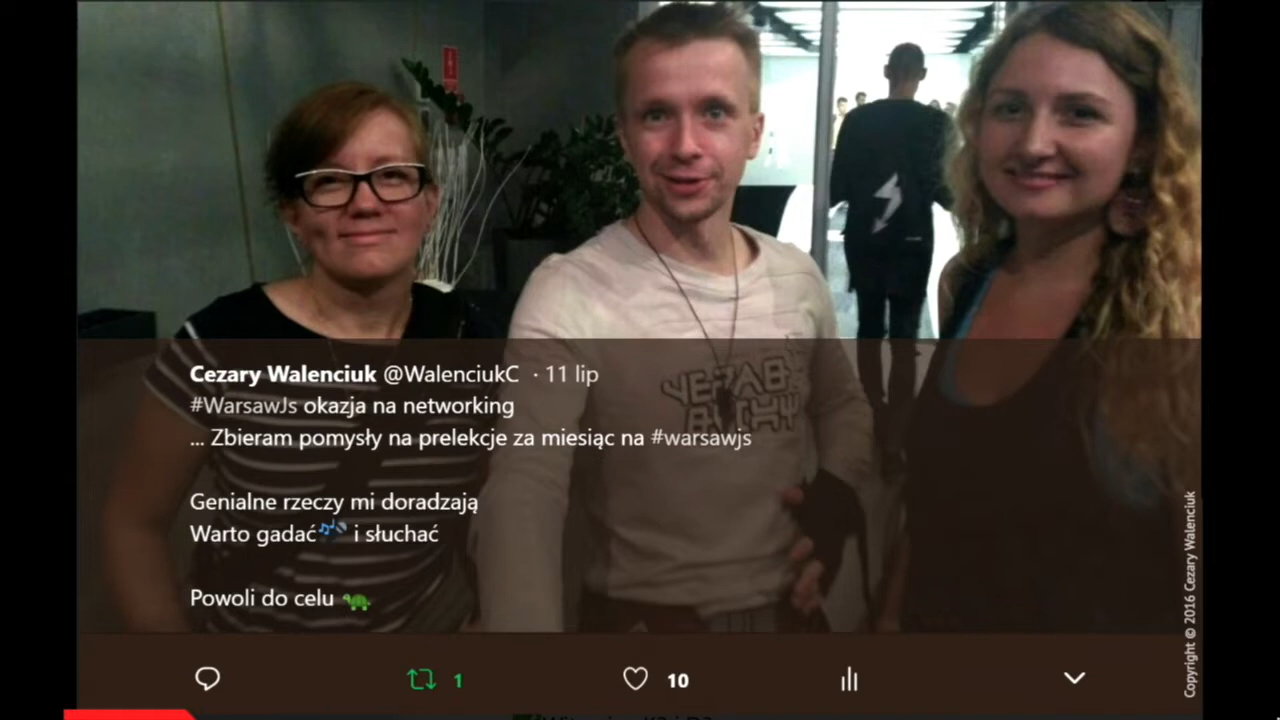 Cezary Walenciuk @WalenciukC · 11 lip
#WarsawJs okazja na networking
... Zbieram pomysły na prelekcje za miesiąc na #warsawjs
Genialne rzeczy mi doradzają
Warto gadać🎶 i słuchać
Powoli do celu 🐢
1
10
Copyright © 2016 Cezary Walenciuk